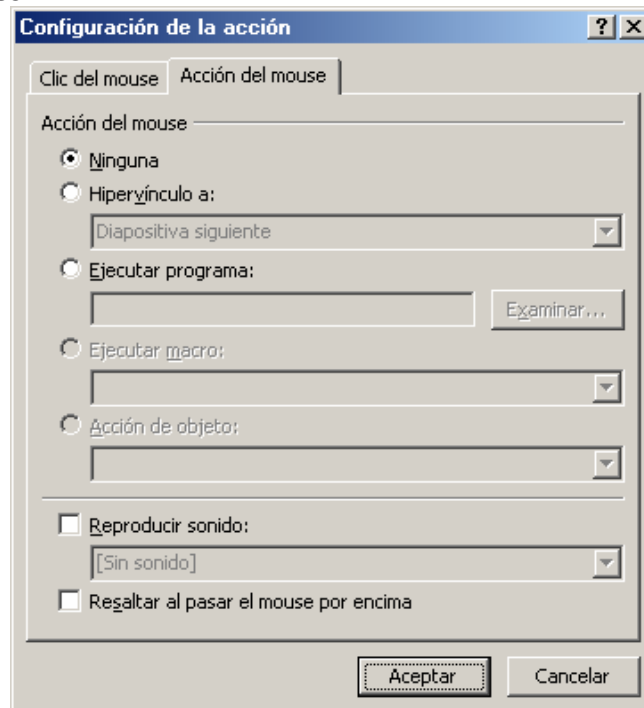 Configuración de la acción
Clic del mouse Acción del mouse
Acción del mouse
Ninguna
Hipervínculo a:
Diapositiva siguiente
Ejecutar programa:
Examinar...
Ejecutar macro:
Acción de objeto:
Reproducir sonido:
[Sin sonido]
Resaltar al pasar el mouse por encima
Aceptar Cancelar